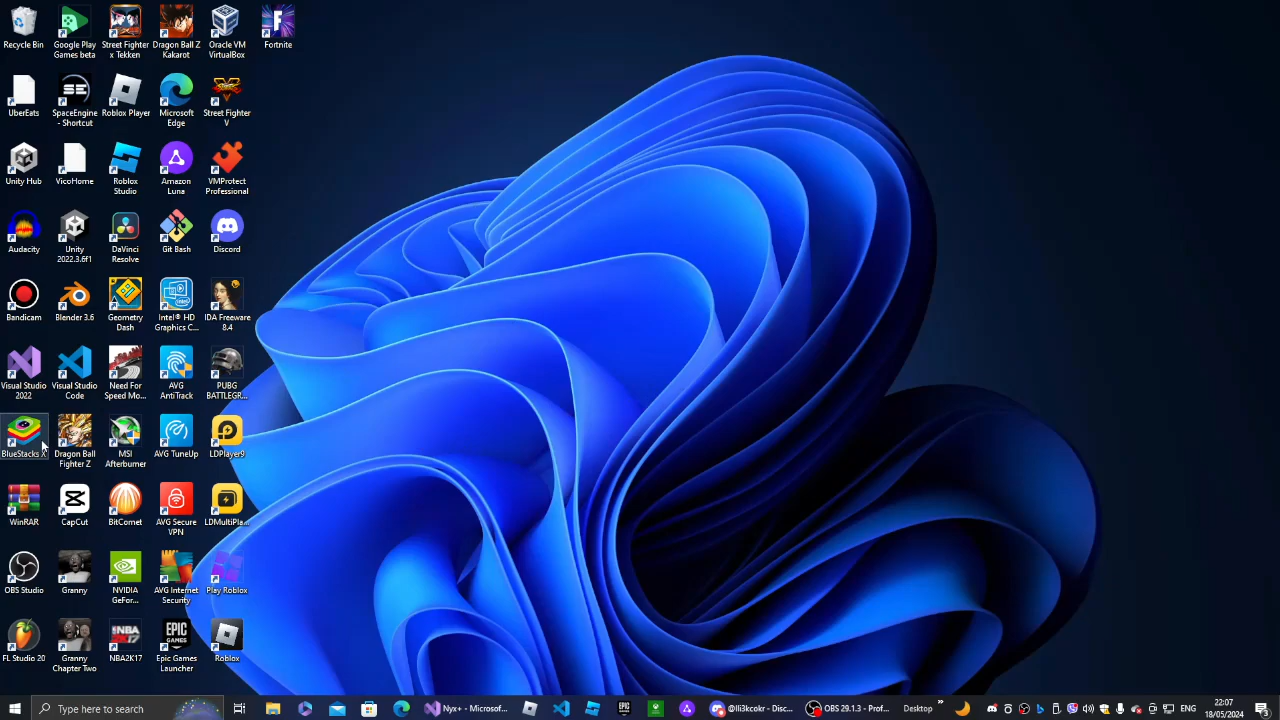 Recycle Bin
Google Play
Games beta
Street Fighter
x Tekken
Dragon Ball Z
Kakarot
Oracle VM
VirtualBox
Fortnite
UberEats
SpaceEngine
- Shortcut
Roblox Player
Microsoft
Edge
Street Fighter
V
Unity Hub
VicoHome
Roblox
Studio
Amazon
Luna
VMProtect
Professional
Audacity
Unity
2022.3.6f1
DaVinci
Resolve
Git Bash
Discord
Bandicam
Blender 3.6
Geometry
Dash
Intel® HD
Graphics C...
IDA Freeware
8.4
Visual Studio
2022
Visual Studio
Code
Need For
Speed Mo...
AVG
AntiTrack
PUBG
BATTLEGR...
BlueStacks X
Dragon Ball
Fighter Z
MSI
Afterburner
AVG TuneUp
LDPlayer9
WinRAR
CapCut
BitComet
AVG Secure
VPN
LDMultiPla...
OBS Studio
Granny
NVIDIA
GeFor...
AVG Internet
Security
Play Roblox
FL Studio 20
Granny
Chapter Two
NBA2K17
Epic Games
Launcher
Roblox
Type here to search
Nyx+ - Microsof...
@lli3kcolr - Disc...
OBS 29.1.3 - Prof...
Desktop
ENG
22:07
18/05/2024